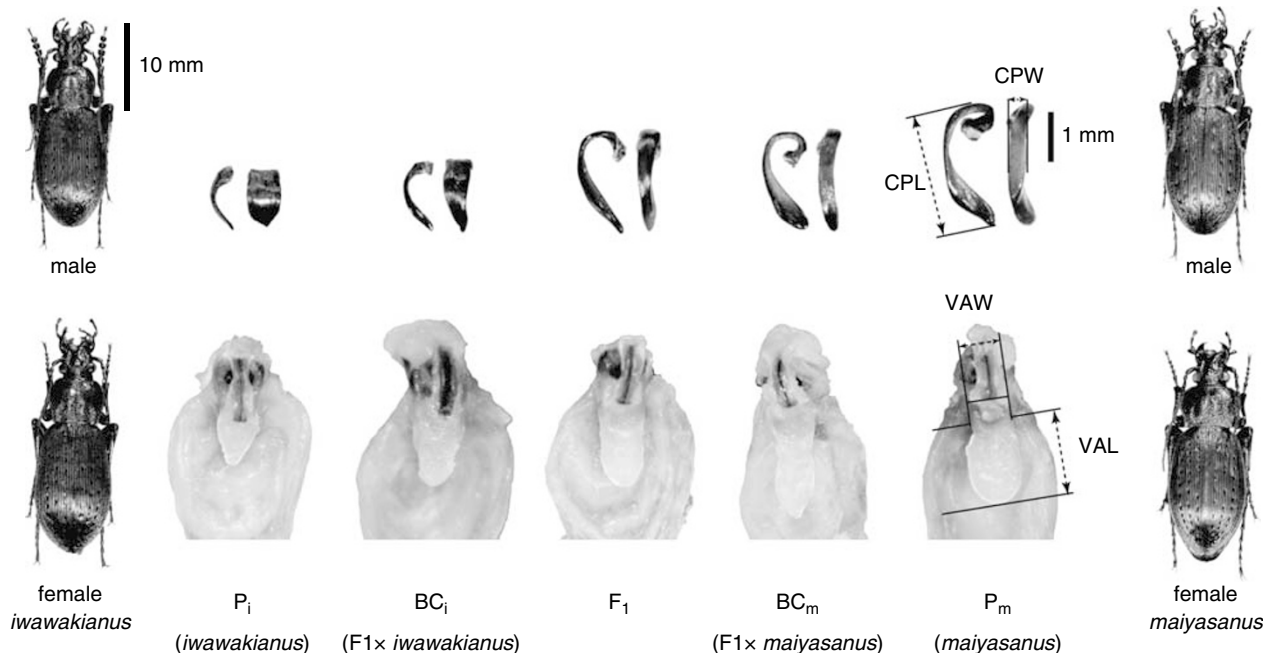 10 mm
CPW
1 mm
CPL
male
male
VAW
VAL
female
iwawakianus
Pi
(iwawakianus)
BCi
(F1× iwawakianus)
F1
BCm
(F1× maiyasanus)
Pm
(maiyasanus)
female
maiyasanus